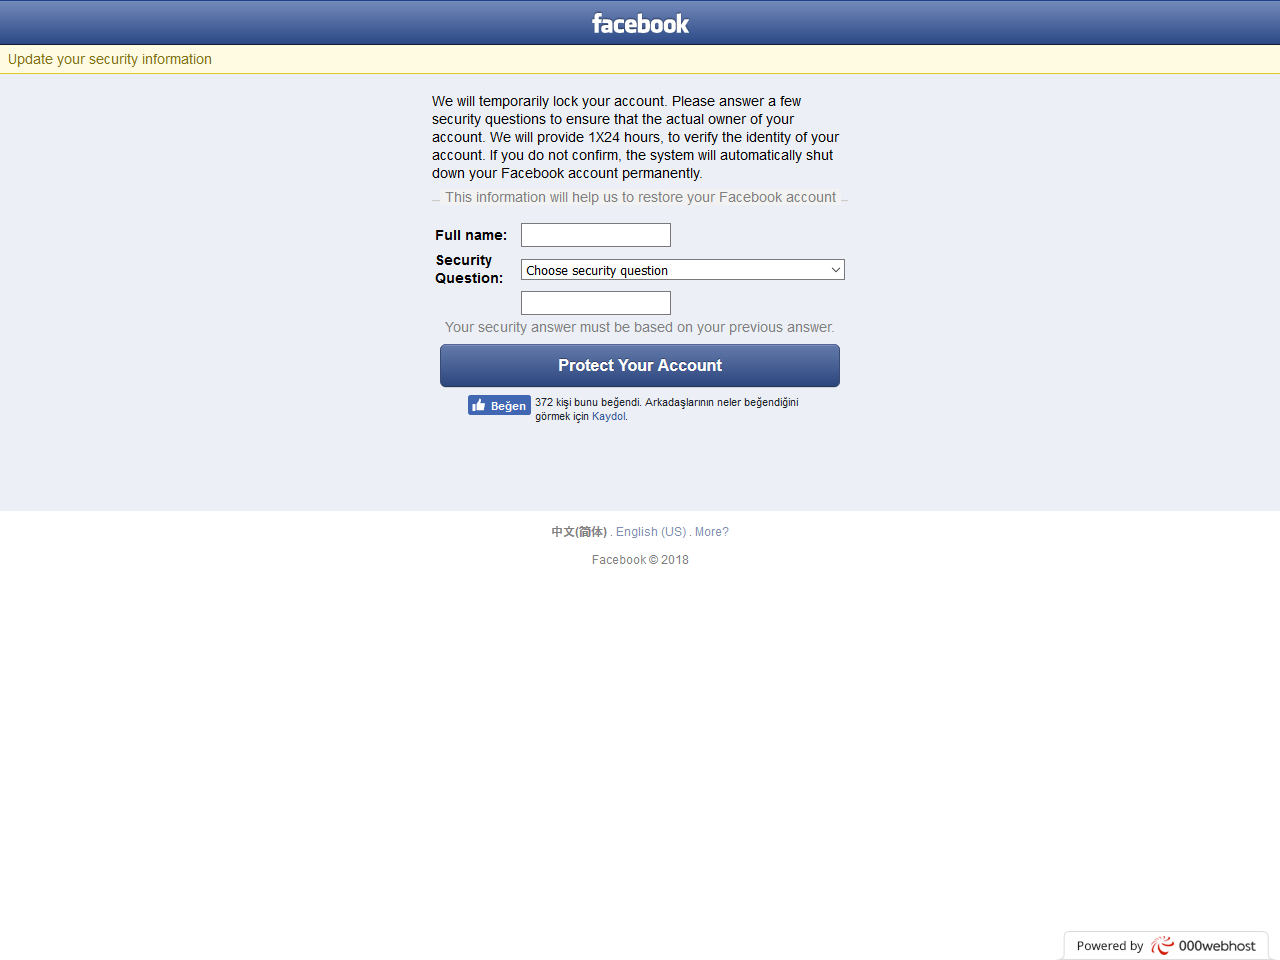 facebook
Update your security information
We will temporarily lock your account. Please answer a few
security questions to ensure that the actual owner of your
account. We will provide 1X24 hours, to verify the identity of your
account. If you do not confirm, the system will automatically shut
down your Facebook account permanently.
This information will help us to restore your Facebook account
Full name:
Security
Question:
Choose security question
Your security answer must be based on your previous answer.
Protect Your Account
Beğen
372 kişi bunu beğendi. Arkadaşlarının neler beğendiğini
görmek için Kaydol.
中文(简体) . English (US) . More?
Facebook © 2018
Powered by 000webhost